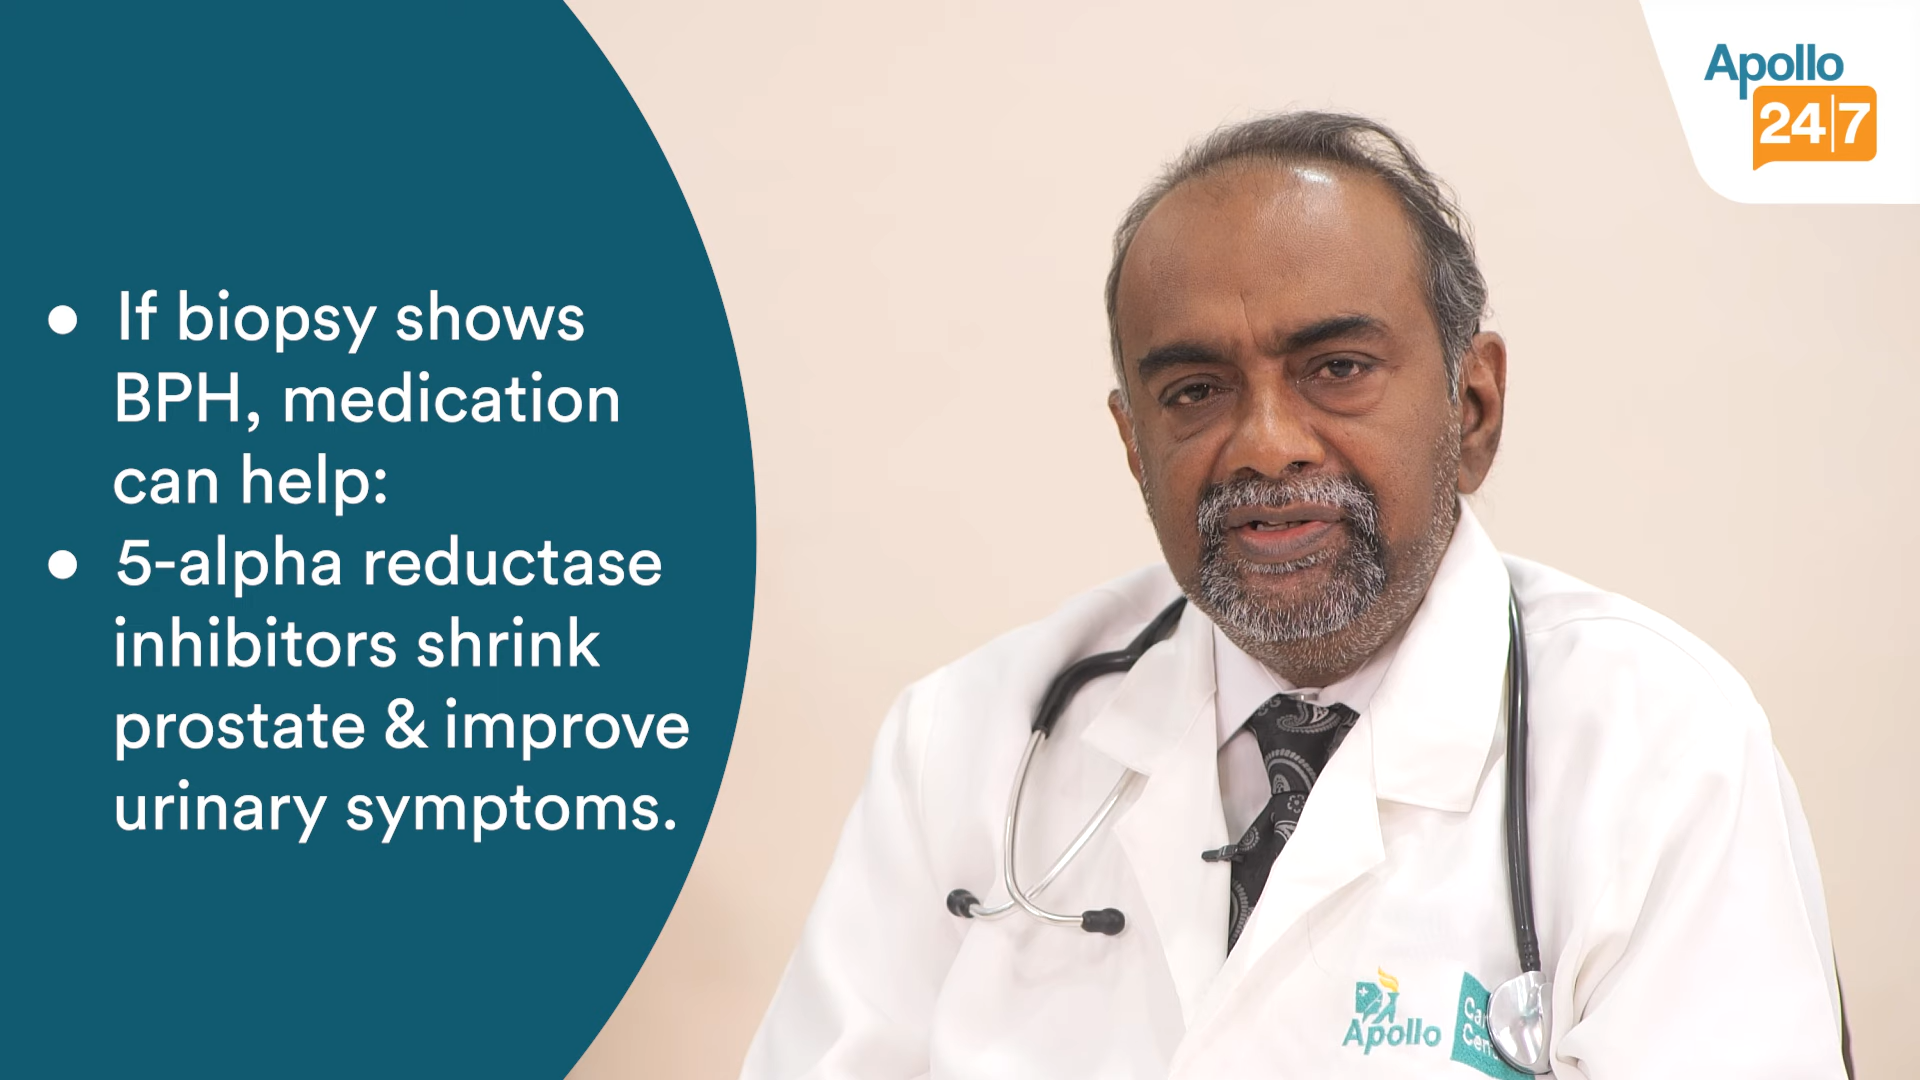 ● If biopsy shows
BPH, medication
can help:
● 5-alpha reductase
inhibitors shrink
prostate & improve
urinary symptoms.
Apollo
24|7
Apollo